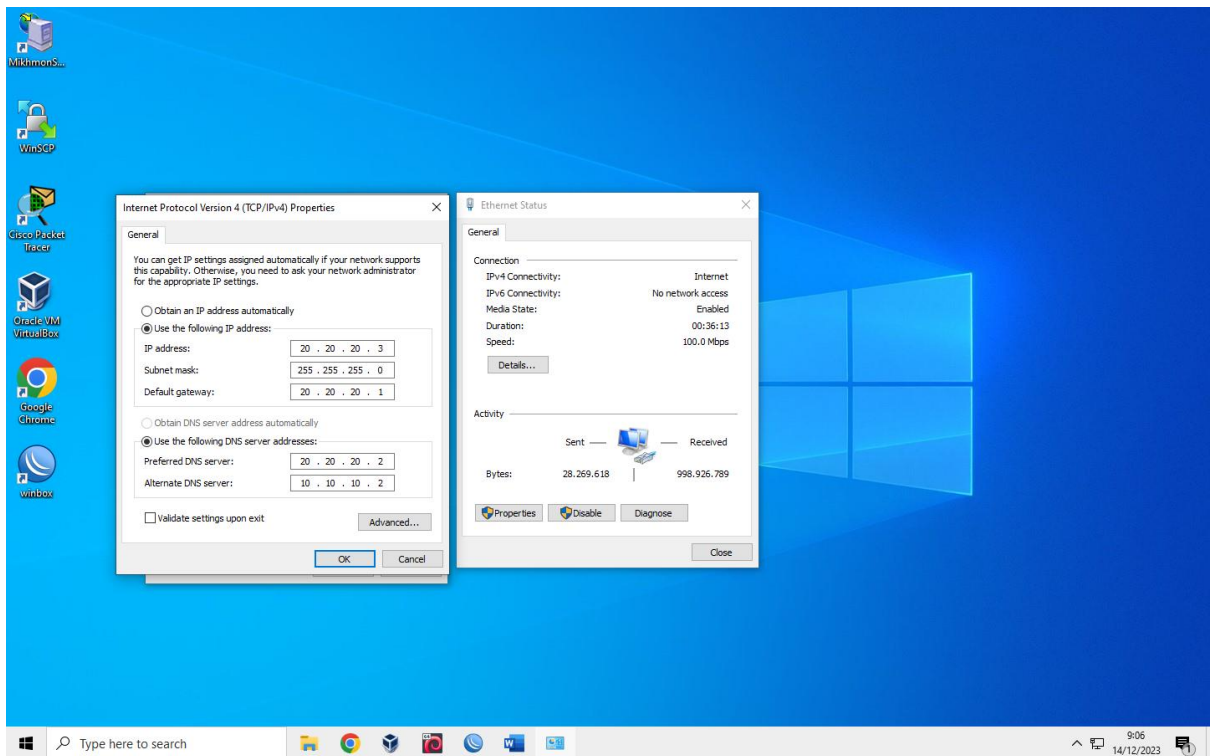 MikhmonS...
WinSCP
Cisco Packet
Tracer
Oracle VM
VirtualBox
Google
Chrome
winbox
Internet Protocol Version 4 (TCP/IPv4) Properties
General
You can get IP settings assigned automatically if your network supports
this capability. Otherwise, you need to ask your network administrator
for the appropriate IP settings.
Obtain an IP address automatically
Use the following IP address:
IP address: 20 . 20 . 20 . 3
Subnet mask: 255 . 255 . 255 . 0
Default gateway: 20 . 20 . 20 . 1
Obtain DNS server address automatically
Use the following DNS server addresses:
Preferred DNS server: 20 . 20 . 20 . 2
Alternate DNS server: 10 . 10 . 10 . 2
Validate settings upon exit
Advanced...
OK Cancel
Ethernet Status
General
Connection
IPv4 Connectivity: Internet
IPv6 Connectivity: No network access
Media State: Enabled
Duration: 00:36:13
Speed: 100.0 Mbps
Details...
Activity
Sent Received
Bytes: 28.269.618 998.926.789
Properties Disable Diagnose
Close
Type here to search
64
W
9:06
14/12/2023
1